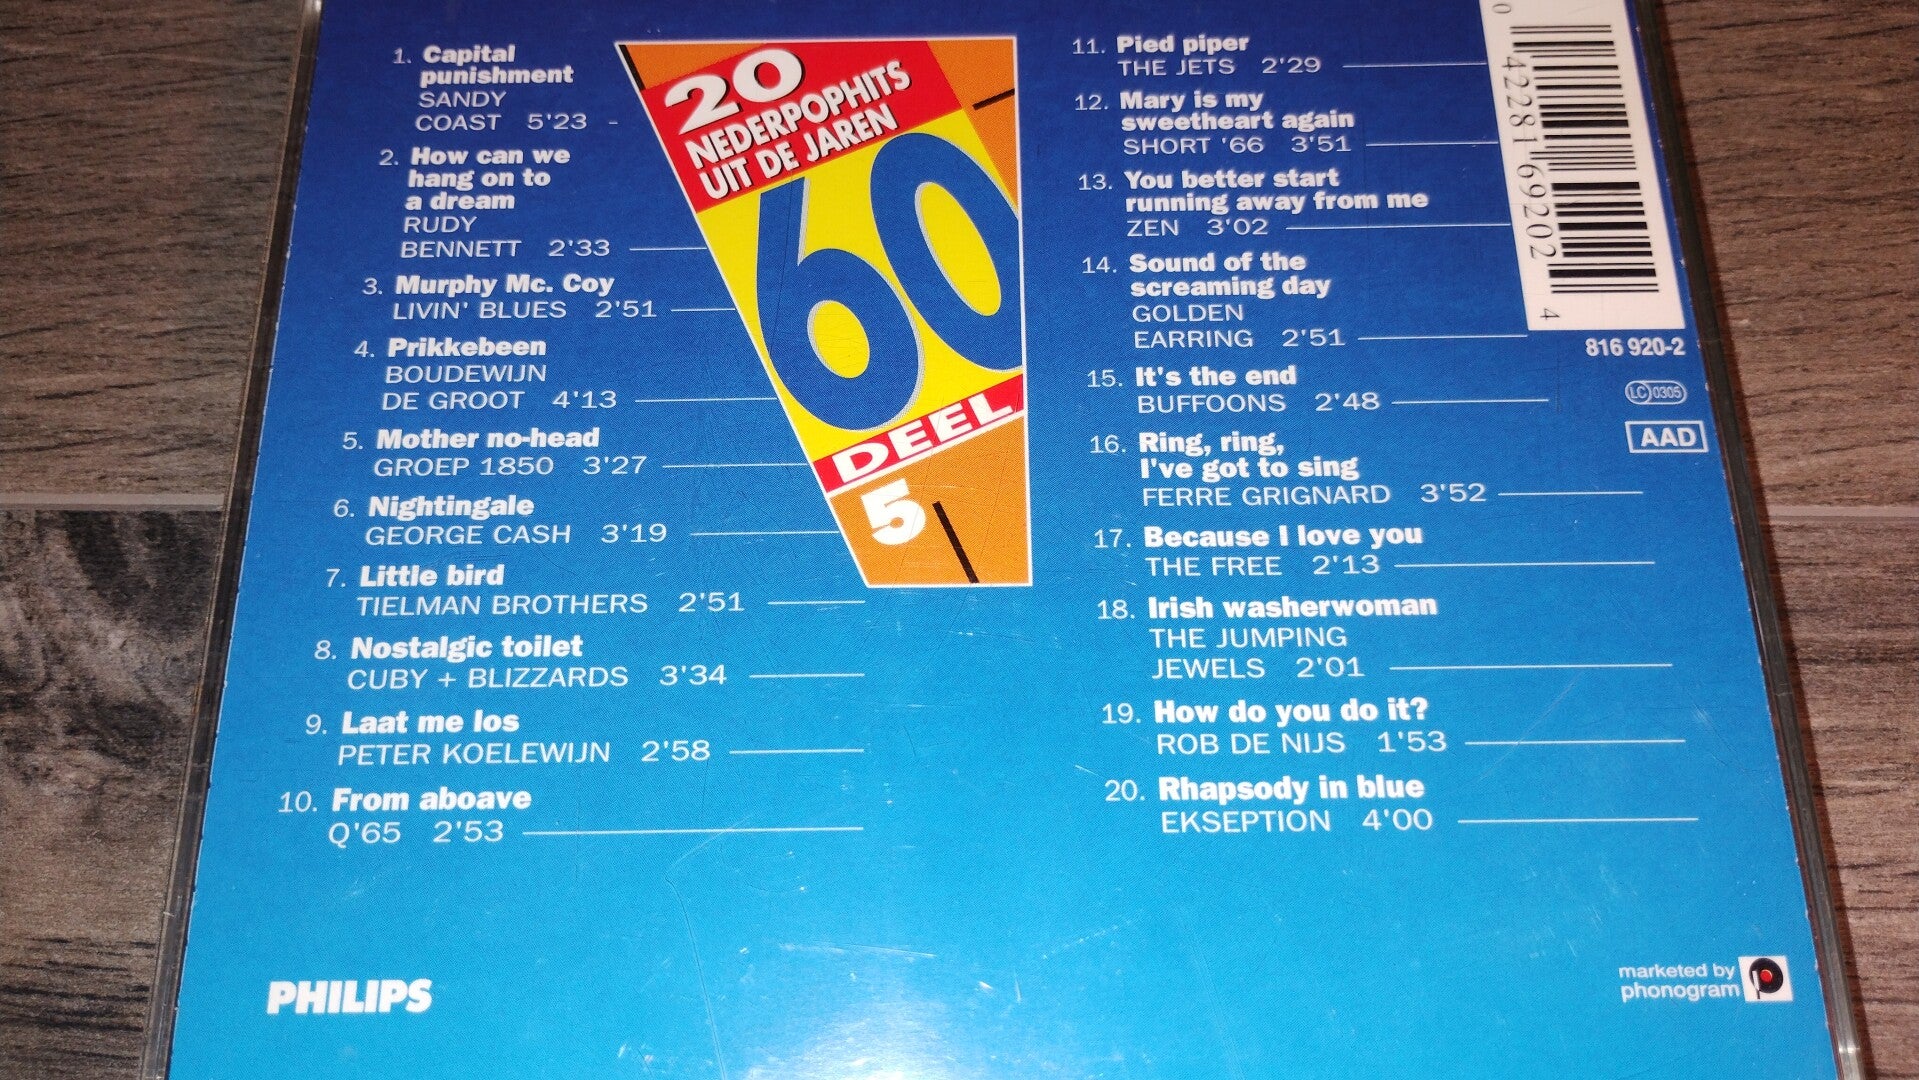 1. Capital
punishment
SANDY
COAST 5'23 -
2. How can we
hang on to
a dream
RUDY
BENNETT 2'33
3. Murphy Mc. Coy
LIVIN' BLUES 2'51
4. Prikkebeen
BOUDEWIJN
DE GROOT 4'13
5. Mother no-head
GROEP 1850 3'27
6. Nightingale
GEORGE CASH 3'19
7. Little bird
TIELMAN BROTHERS 2'51
8. Nostalgic toilet
CUBY + BLIZZARDS 3'34
9. Laat me los
PETER KOELEWIJN 2'58
10. From aboave
Q'65 2'53
20
NEDERPOPHITS
UIT DE JAREN
60
DEEL
5
11. Pied piper
THE JETS 2'29
12. Mary is my
sweetheart again
SHORT '66 3'51
13. You better start
running away from me
ZEN 3'02
14. Sound of the
screaming day
GOLDEN
EARRING 2'51
15. It's the end
BUFFOONS 2'48
16. Ring, ring,
I've got to sing
FERRE GRIGNARD 3'52
17. Because I love you
THE FREE 2'13
18. Irish washerwoman
THE JUMPING
JEWELS 2'01
19. How do you do it?
ROB DE NIJS 1'53
20. Rhapsody in blue
EKSEPTION 4'00
0 42281 69202 4
816 920-2
LC 0305
AAD
PHILIPS
marketed by
phonogram